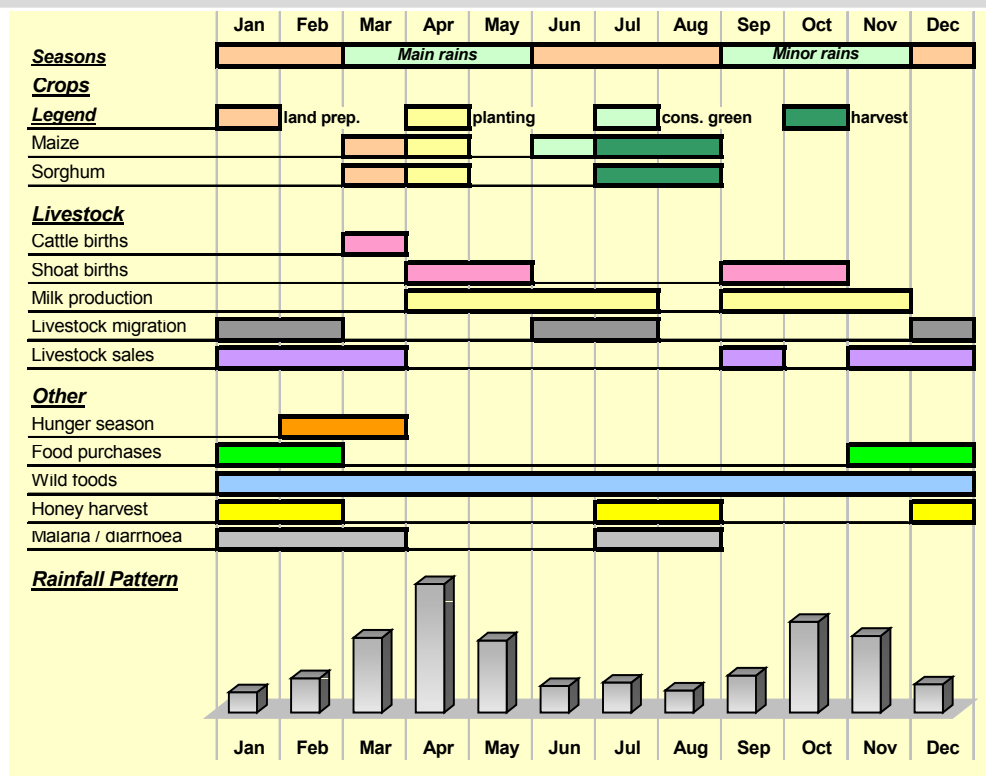 Jan Feb Mar Apr May Jun Jul Aug Sep Oct Nov Dec
Seasons Main rains Minor rains
Crops
Legend land prep. planting cons. green harvest
Maize
Sorghum
Livestock
Cattle births
Shoat births
Milk production
Livestock migration
Livestock sales
Other
Hunger season
Food purchases
Wild foods
Honey harvest
Malaria / diarrhoea
Rainfall Pattern
Jan Feb Mar Apr May Jun Jul Aug Sep Oct Nov Dec